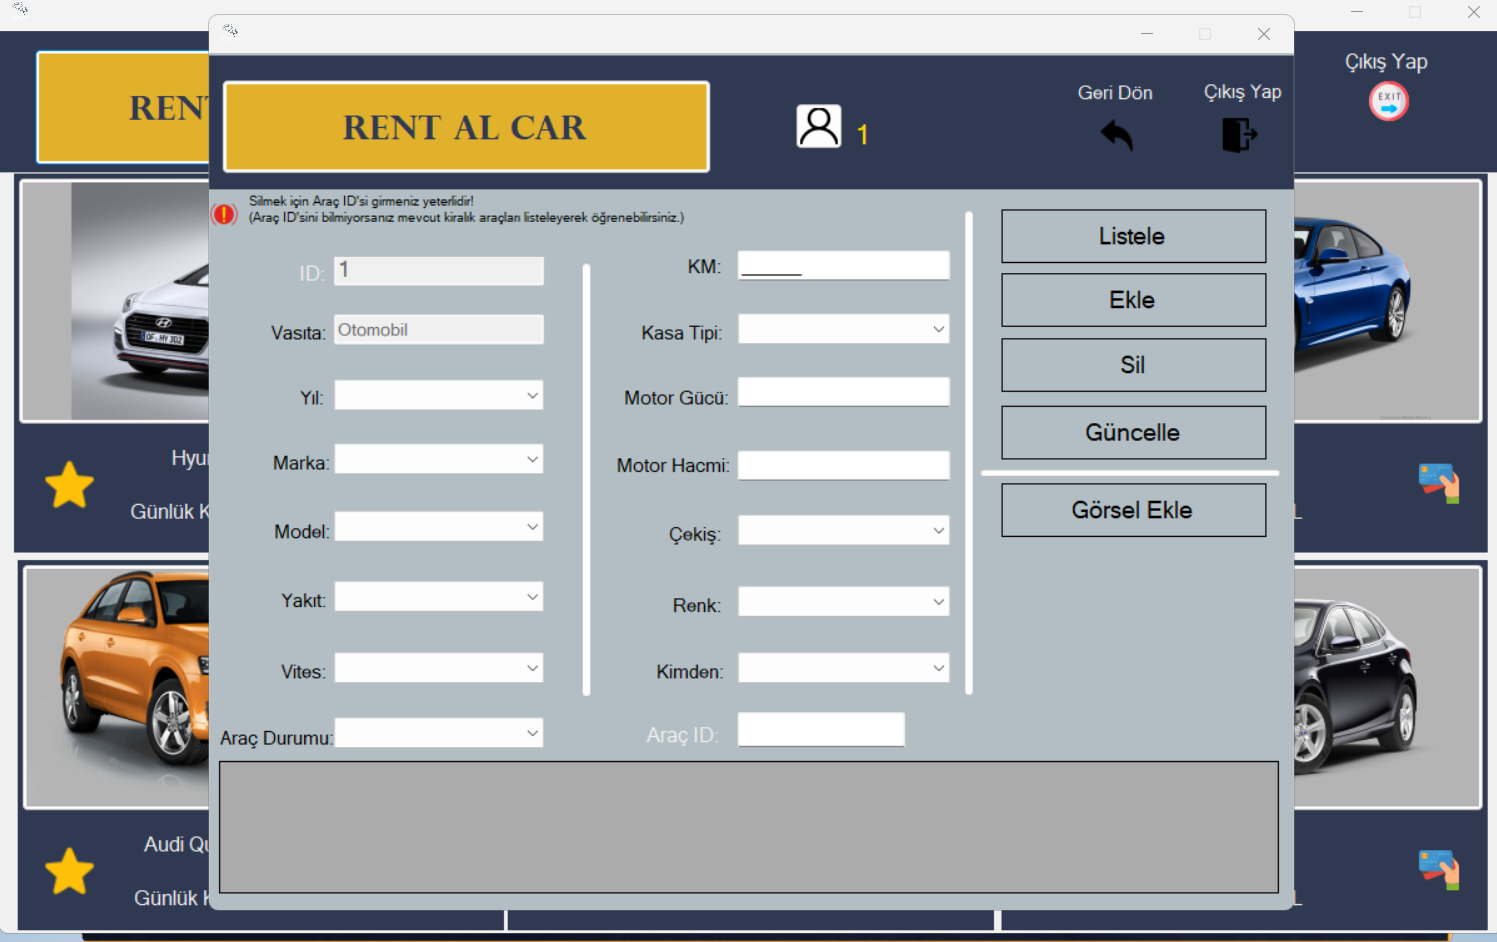 Çıkış Yap
EXIT
RENT AL CAR
1
Geri Dön
Çıkış Yap
Silmek için Araç ID'si girmeniz yeterlidir!
(Araç ID'sini bilmiyorsanız mevcut kiralık araçları listeleyerek öğrenebilirsiniz.)
ID: 1
Vasıta: Otomobil
Yıl:
Marka:
Model:
Yakıt:
Vites:
Araç Durumu:
KM: ______
Kasa Tipi:
Motor Gücü:
Motor Hacmi:
Çekiş:
Renk:
Kimden:
Araç ID:
Listele
Ekle
Sil
Güncelle
Görsel Ekle
Günlük
Audi
Günlük